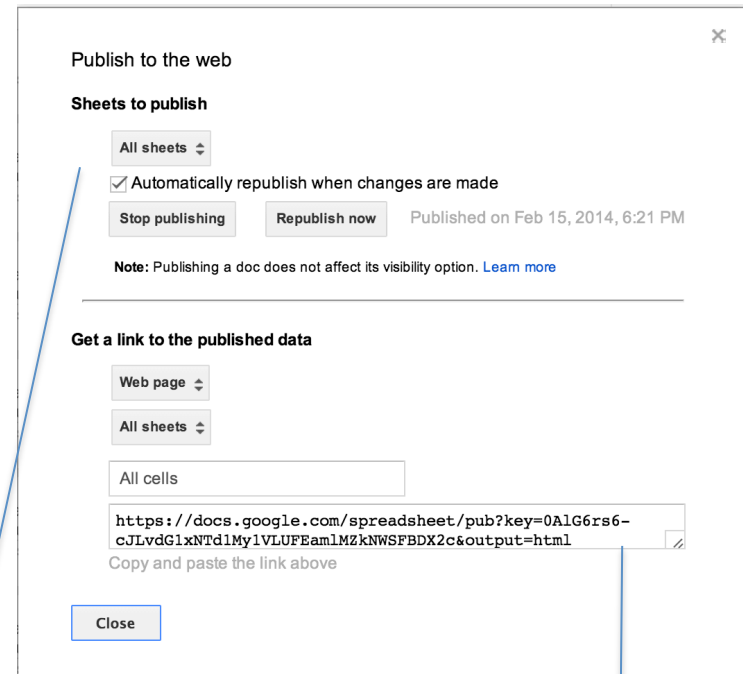 Publish to the web
Sheets to publish
All sheets
Automatically republish when changes are made
Stop publishing Republish now Published on Feb 15, 2014, 6:21 PM
Note: Publishing a doc does not affect its visibility option. Learn more
Get a link to the published data
Web page
All sheets
All cells
https://docs.google.com/spreadsheet/pub?key=0AlG6rs6-
cJLvdG1xNTd1My1VLUFEamlMZkNWSFBDX2c&output=html
Copy and paste the link above
Close